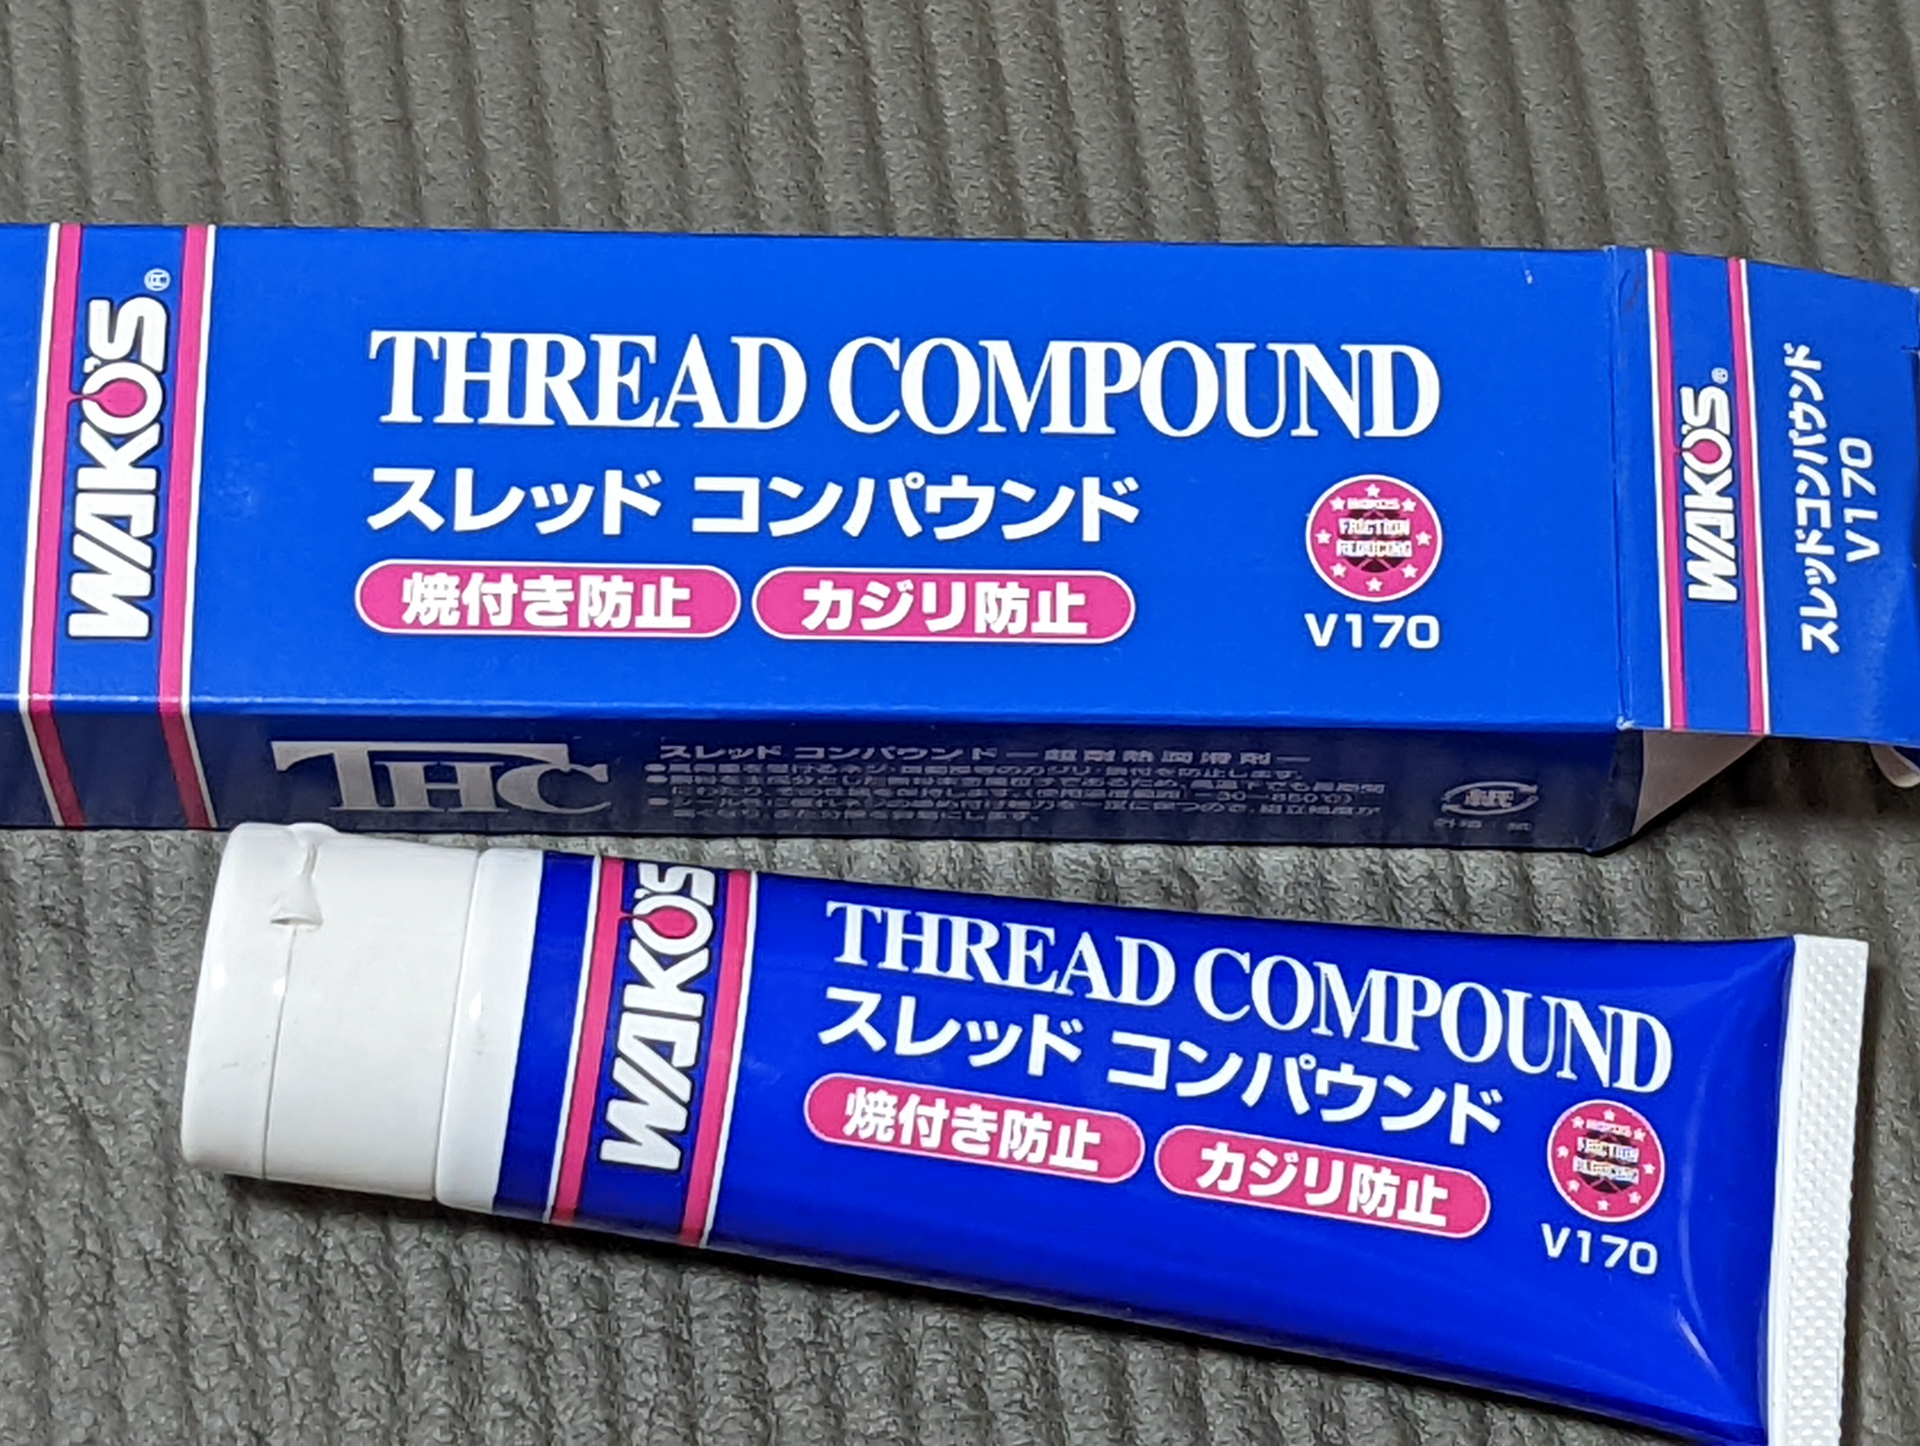 WAKO'S®
THREAD COMPOUND
スレッド コンパウンド
焼付き防止 カジリ防止
FRICTION
REDUCING
V170
WAKO'S®
スレッドコンパウンド
V170
THC
スレッド コンパウンド ―超耐熱潤滑剤―
WAKO'S
THREAD COMPOUND
スレッド コンパウンド
焼付き防止 カジリ防止
FRICTION
REDUCING
V170